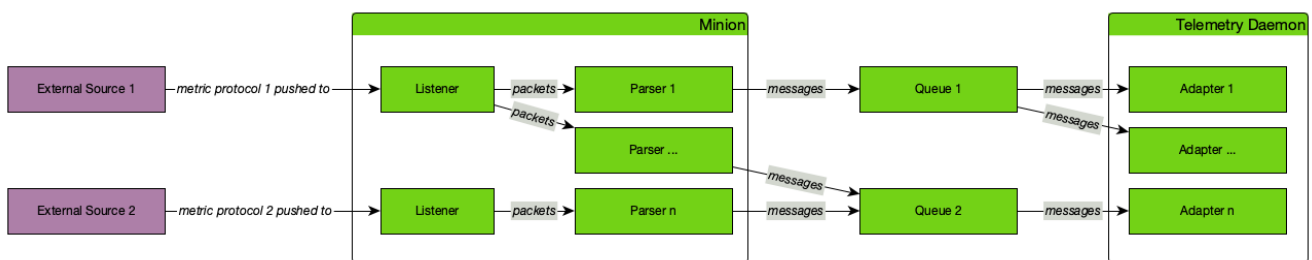 Minion
Telemetry Daemon
External Source 1
metric protocol 1 pushed to
Listener
packets
Parser 1
messages
Queue 1
messages
Adapter 1
packets
messages
Parser ...
Adapter ...
messages
External Source 2
metric protocol 2 pushed to
Listener
packets
Parser n
messages
Queue 2
messages
Adapter n